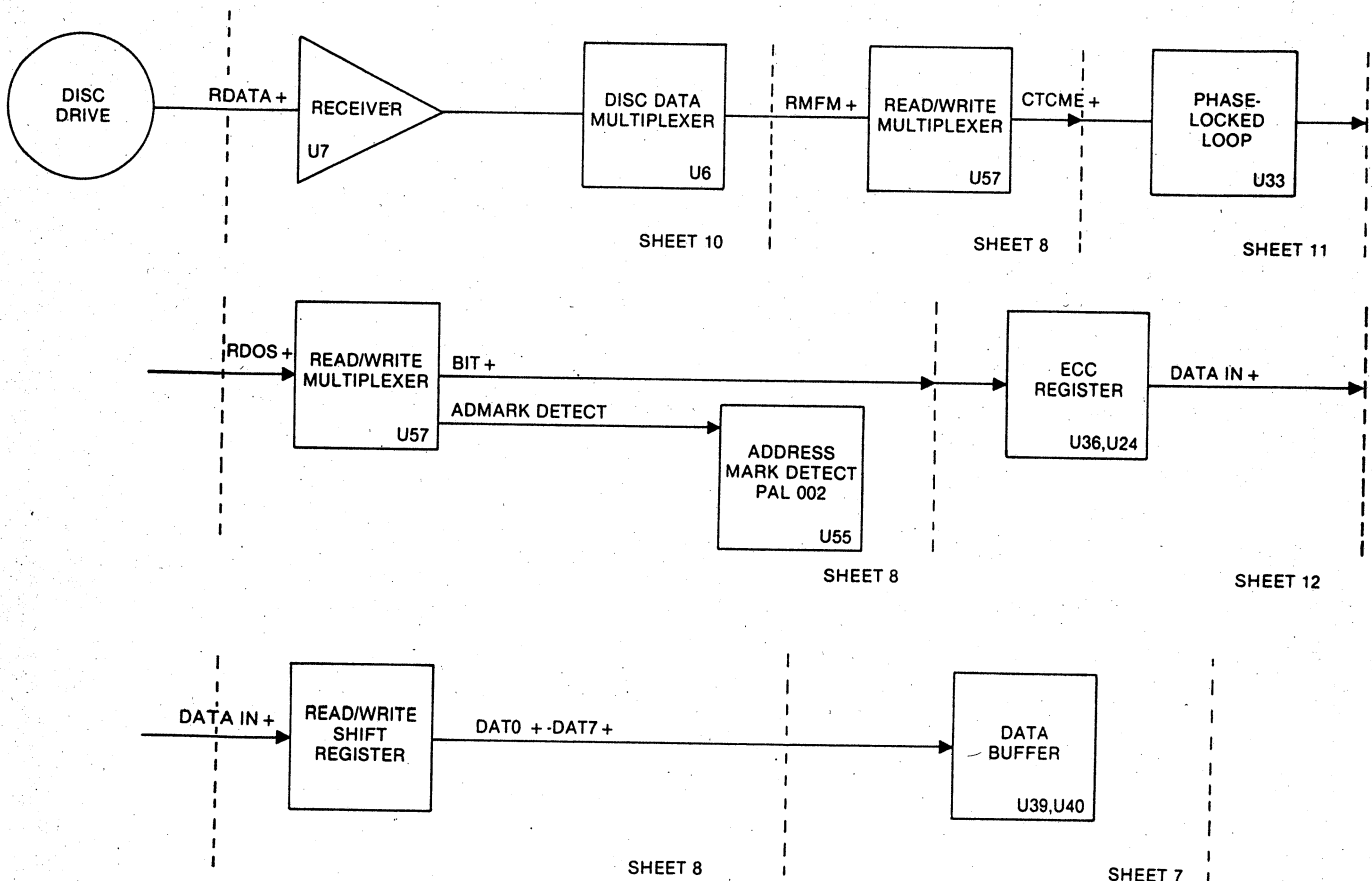 DISC
DRIVE
RDATA +
RECEIVER
U7
DISC DATA
MULTIPLEXER
U6
RMFM +
READ/WRITE
MULTIPLEXER
U57
CTCME +
PHASE-
LOCKED
LOOP
U33
SHEET 10
SHEET 8
SHEET 11
RDOS +
READ/WRITE
MULTIPLEXER
U57
BIT +
ADMARK DETECT
ADDRESS
MARK DETECT
PAL 002
U55
ECC
REGISTER
U36,U24
DATA IN +
SHEET 8
SHEET 12
DATA IN +
READ/WRITE
SHIFT
REGISTER
DAT0 + -DAT7 +
DATA
BUFFER
U39,U40
SHEET 8
SHEET 7